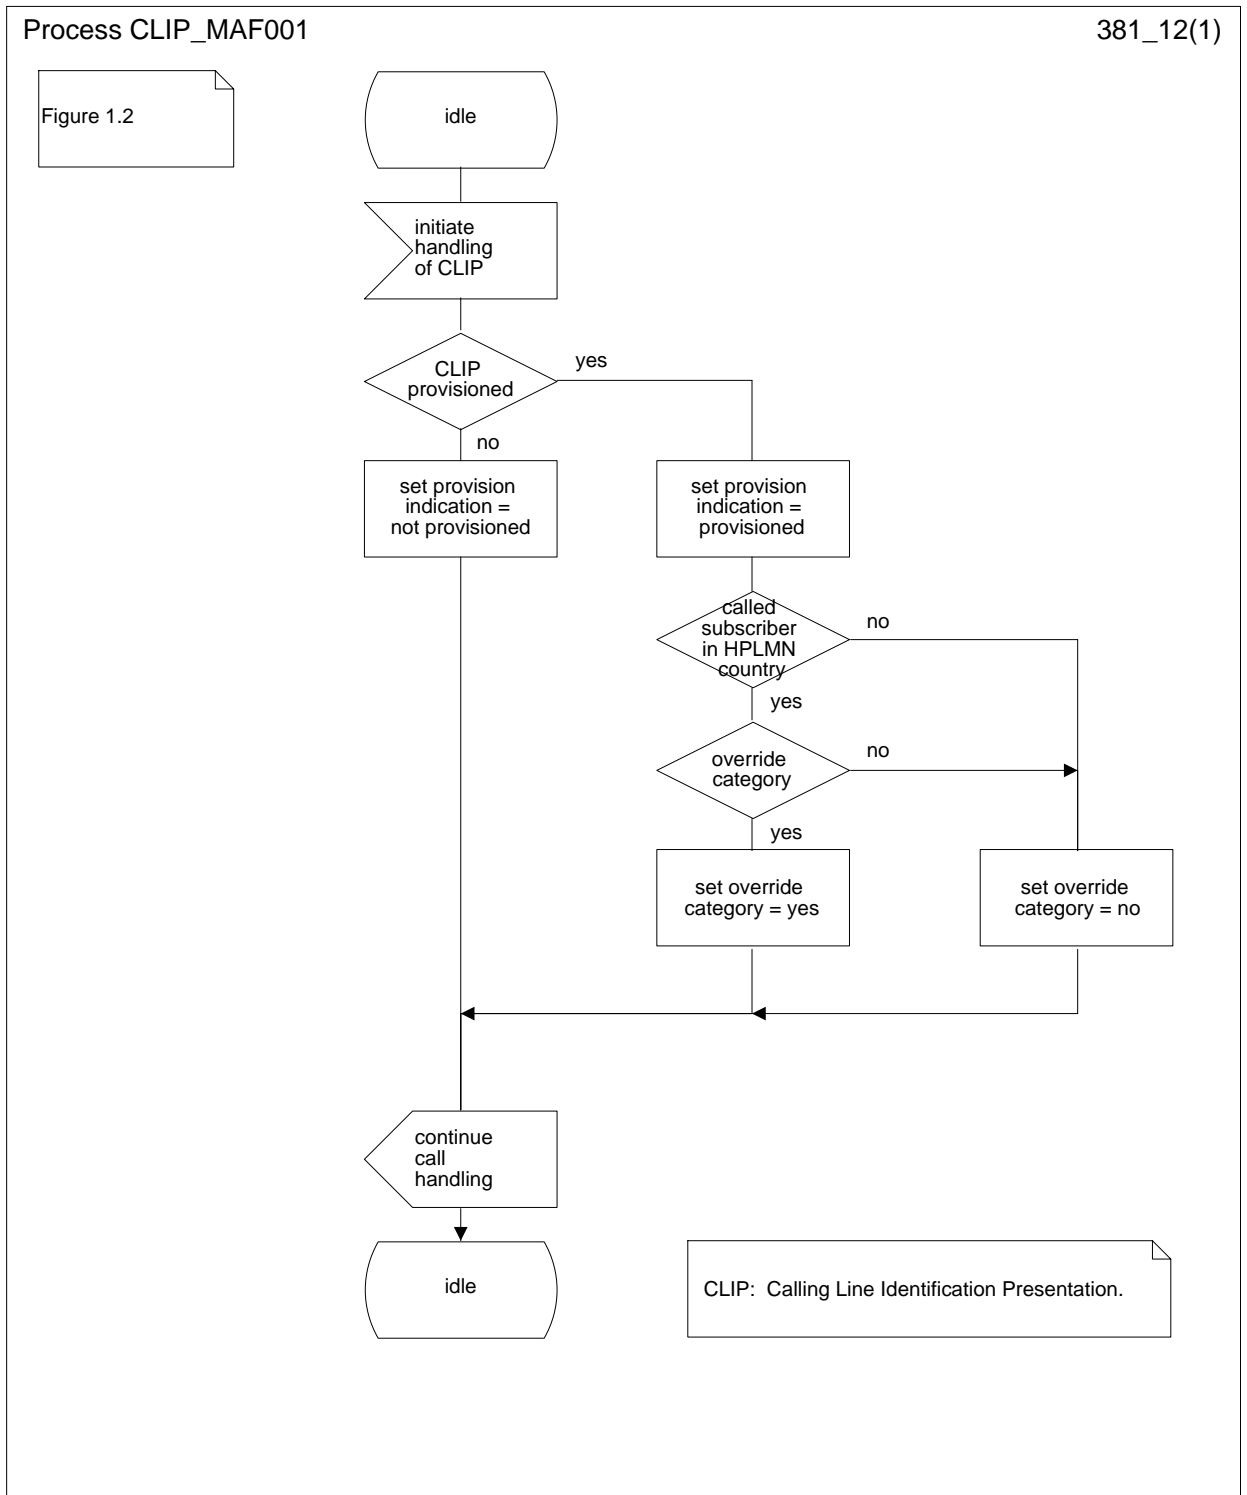 Process CLIP_MAF001
381_12(1)
Figure 1.2
idle
initiate
handling
of CLIP
CLIP
provisioned
yes
no
set provision
indication =
not provisioned
set provision
indication =
provisioned
called
subscriber
in HPLMN
country
no
yes
override
category
no
yes
set override
category = yes
set override
category = no
continue
call
handling
idle
CLIP:  Calling Line Identification Presentation.